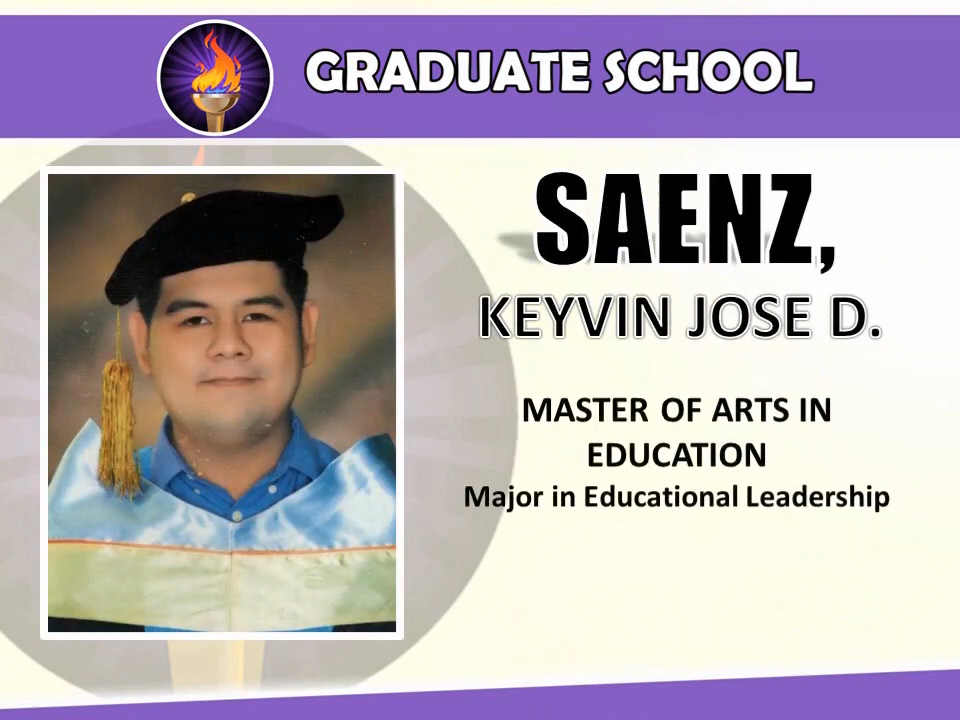 GRADUATE SCHOOL
SAENZ,
KEYVIN JOSE D.
MASTER OF ARTS IN
EDUCATION
Major in Educational Leadership